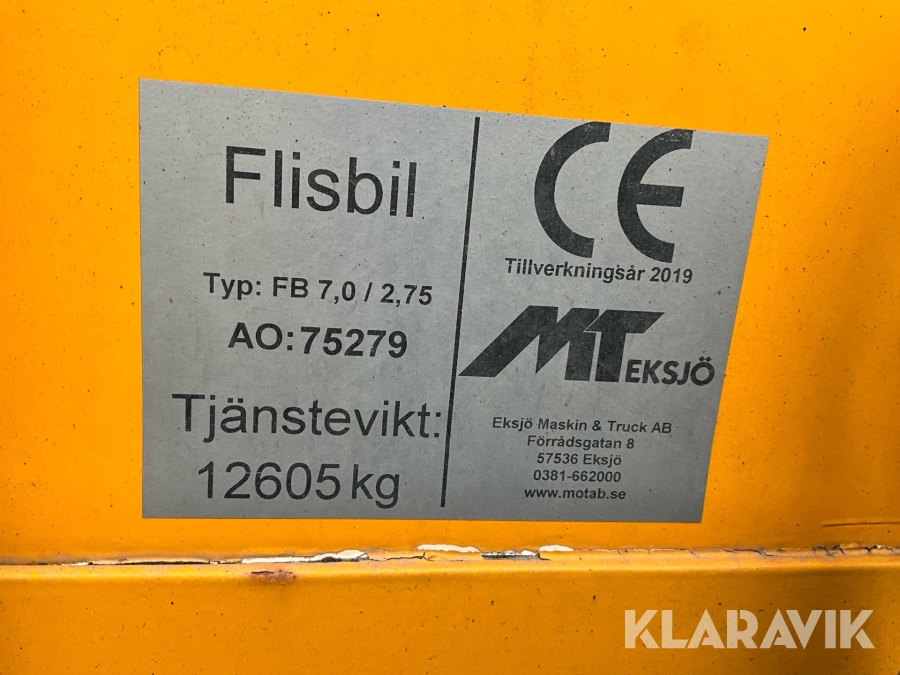 Flisbil
Typ: FB 7,0 / 2,75
AO: 75279
Tjänstevikt:
12605 kg
CE
Tillverkningsår 2019
MT EKSJÖ
Eksjö Maskin & Truck AB
Förrådsgatan 8
57536 Eksjö
0381-662000
www.motab.se
KLARAVIK